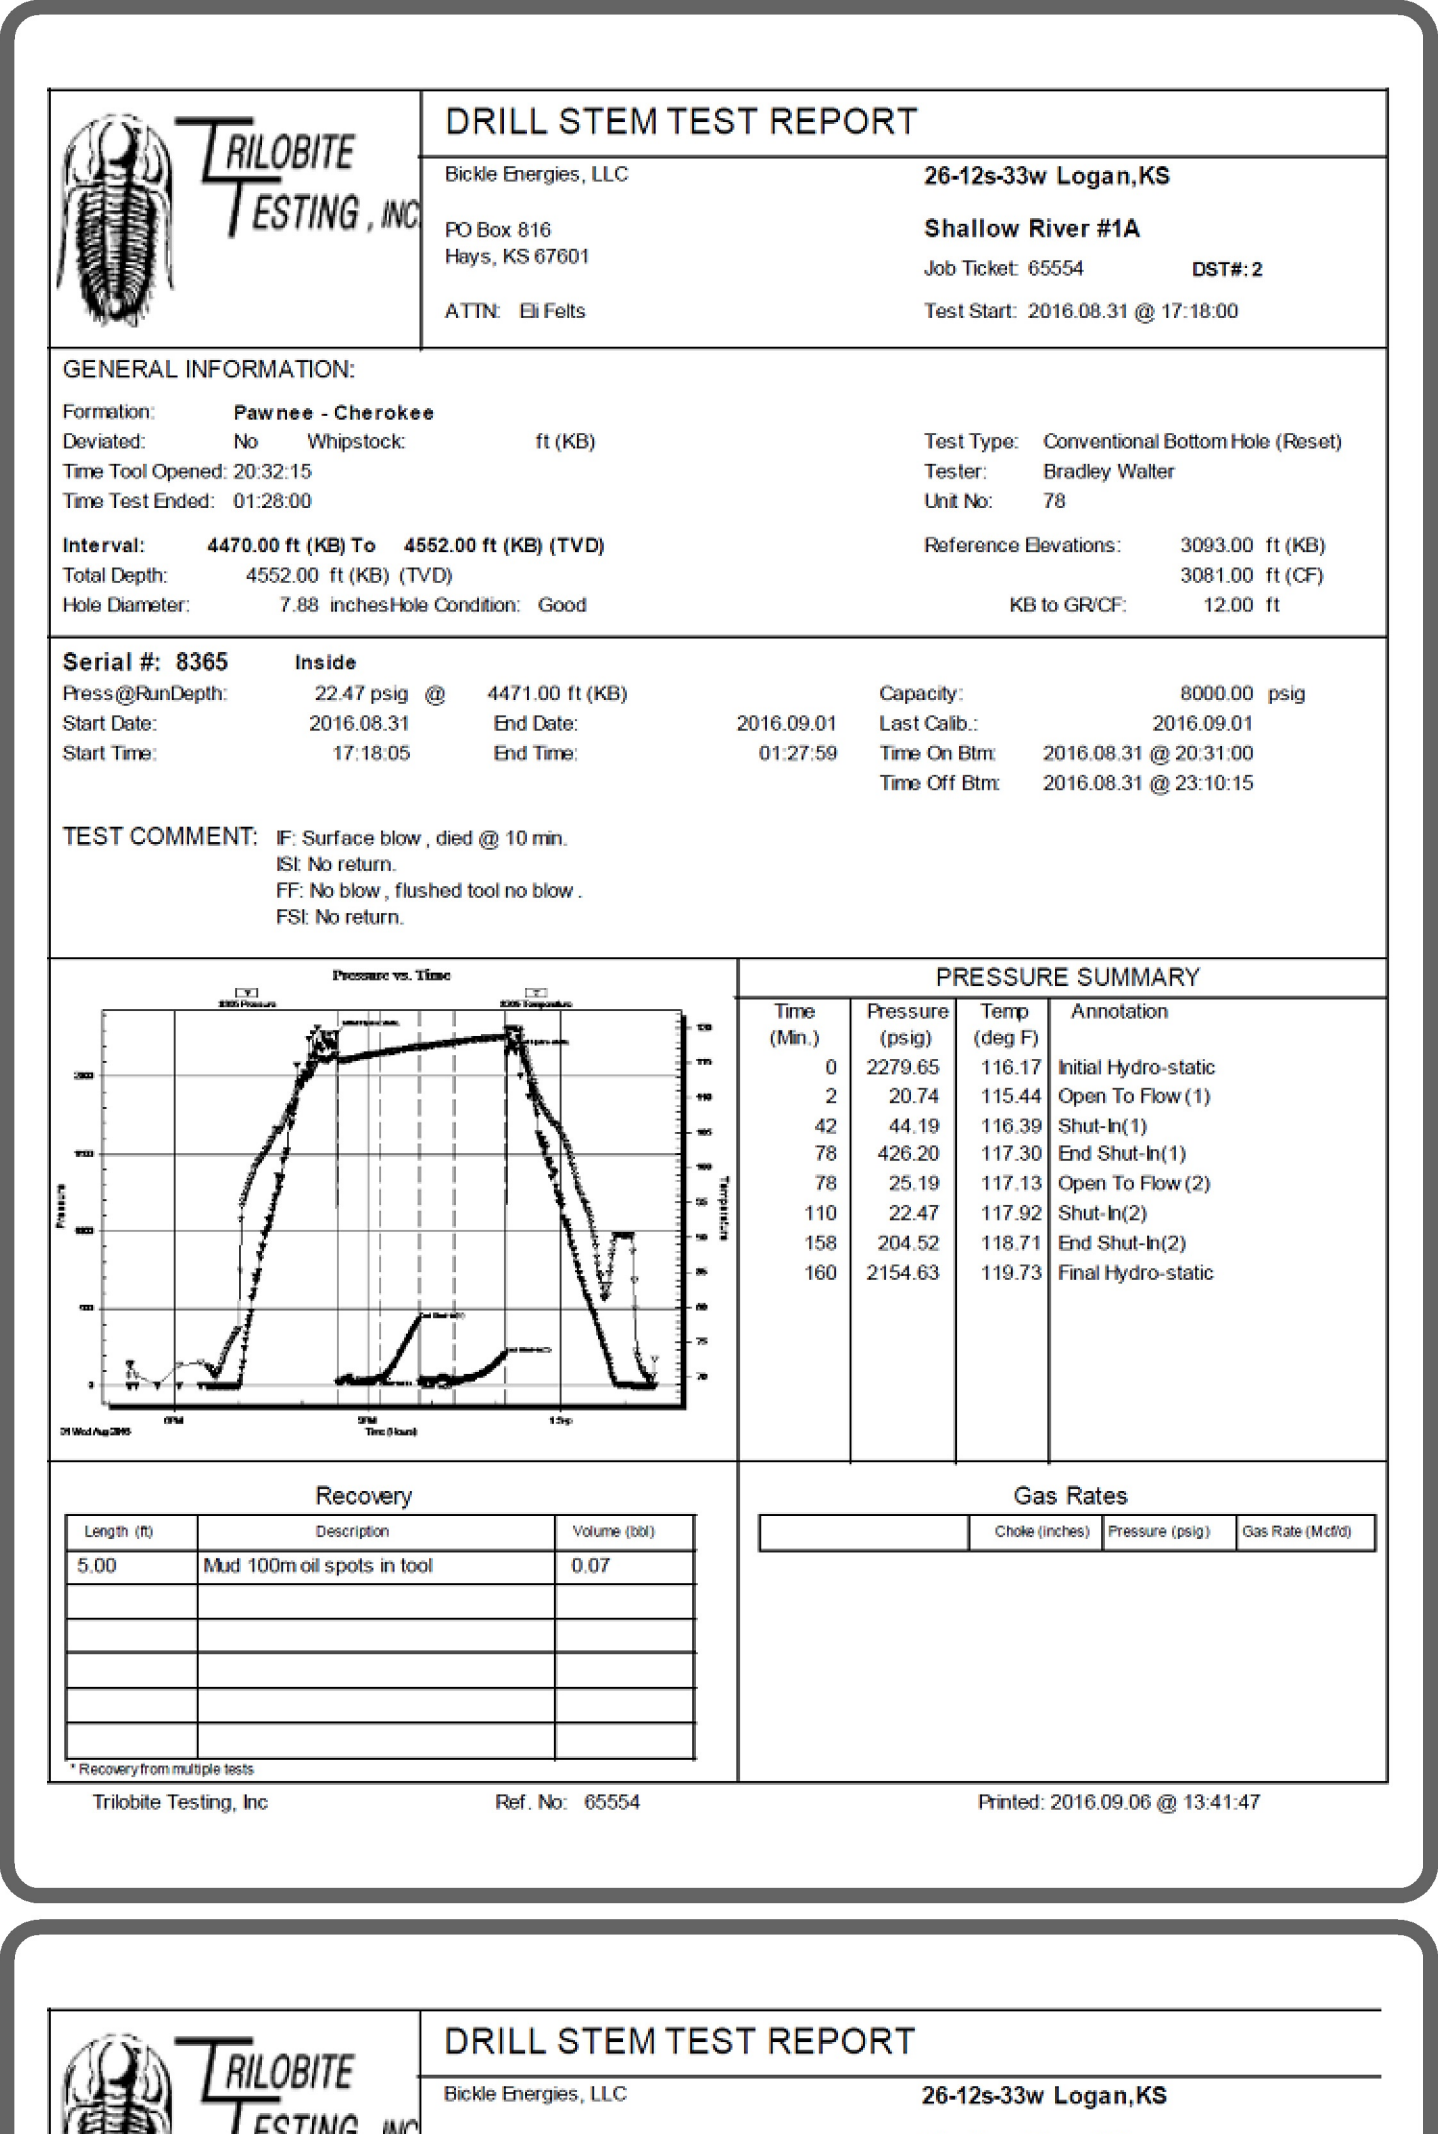 TRILOBITE TESTING, INC.
DRILL STEM TEST REPORT
Bickle Energies, LLC
26-12s-33w Logan,KS
PO Box 816
Hays, KS 67601
Shallow River #1A
Job Ticket: 65554 DST#: 2
ATTN: Eli Felts
Test Start: 2016.08.31 @ 17:18:00
GENERAL INFORMATION:
Formation: Pawnee - Cherokee
Deviated: No Whipstock: ft (KB)
Test Type: Conventional Bottom Hole (Reset)
Time Tool Opened: 20:32:15
Tester: Bradley Walter
Time Test Ended: 01:28:00
Unit No: 78
Interval: 4470.00 ft (KB) To 4552.00 ft (KB) (TVD)
Reference Elevations: 3093.00 ft (KB)
Total Depth: 4552.00 ft (KB) (TVD)
3081.00 ft (CF)
Hole Diameter: 7.88 inches Hole Condition: Good
KB to GR/CF: 12.00 ft
Serial #: 8365 Inside
Press@RunDepth: 22.47 psig @ 4471.00 ft (KB) Capacity: 8000.00 psig
Start Date: 2016.08.31 End Date: 2016.09.01 Last Calib.: 2016.09.01
Start Time: 17:18:05 End Time: 01:27:59 Time On Btm: 2016.08.31 @ 20:31:00
Time Off Btm: 2016.08.31 @ 23:10:15
TEST COMMENT: IF: Surface blow , died @ 10 min.
ISI: No return.
FF: No blow , flushed tool no blow .
FSI: No return.
Pressure vs. Time
8365 Pressure 8365 Temperature
Pressure
Temperature
Time (Hours)
PRESSURE SUMMARY
Time (Min.) Pressure (psig) Temp (deg F) Annotation
0 2279.65 116.17 Initial Hydro-static
2 20.74 115.44 Open To Flow (1)
42 44.19 116.39 Shut-In(1)
78 426.20 117.30 End Shut-In(1)
78 25.19 117.13 Open To Flow (2)
110 22.47 117.92 Shut-In(2)
158 204.52 118.71 End Shut-In(2)
160 2154.63 119.73 Final Hydro-static
Recovery
Length (ft) Description Volume (bbl)
5.00 Mud 100m oil spots in tool 0.07
* Recovery from multiple tests
Gas Rates
Choke (inches) Pressure (psig) Gas Rate (Mcf/d)
Trilobite Testing, Inc Ref. No: 65554 Printed: 2016.09.06 @ 13:41:47
TRILOBITE TESTING, INC
DRILL STEM TEST REPORT
Bickle Energies, LLC
26-12s-33w Logan,KS